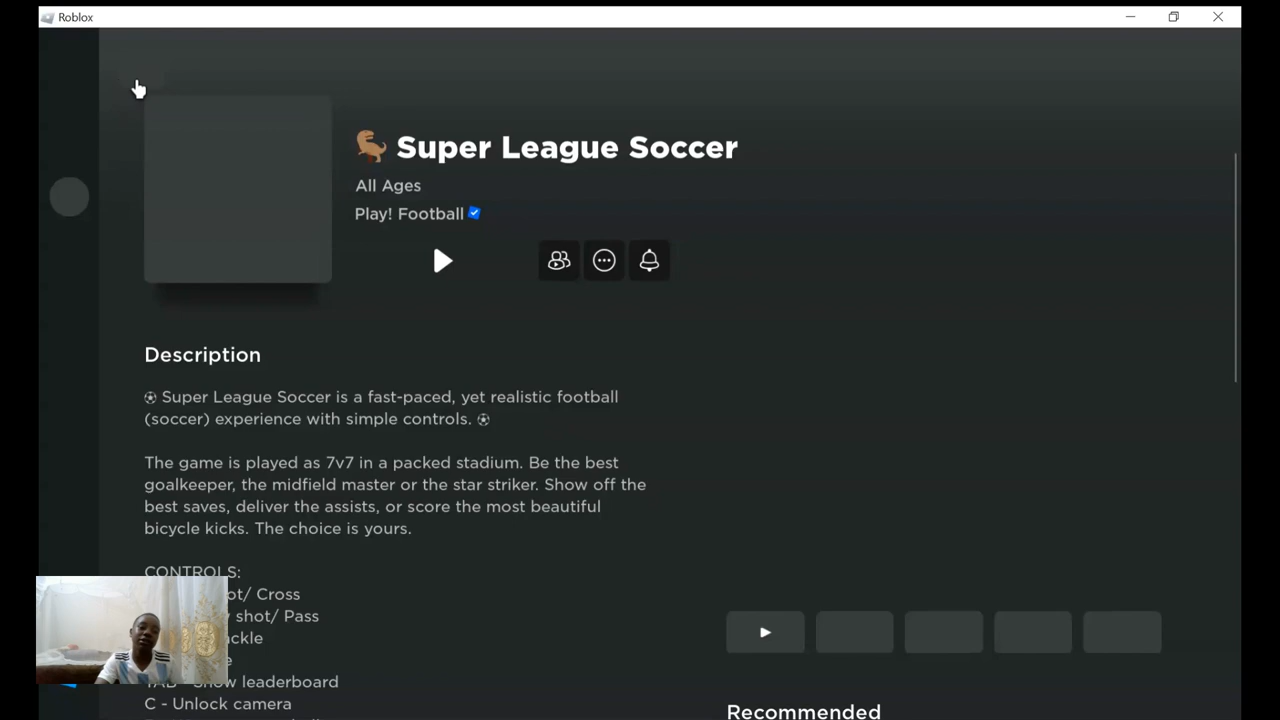 Roblox
Super League Soccer
All Ages
Play! Football
Description
Super League Soccer is a fast-paced, yet realistic football
(soccer) experience with simple controls.
The game is played as 7v7 in a packed stadium. Be the best
goalkeeper, the midfield master or the star striker. Show off the
best saves, deliver the assists, or score the most beautiful
bicycle kicks. The choice is yours.
CONTROLS:
/ Cross
shot/ Pass
Show leaderboard
C - Unlock camera
Recommended